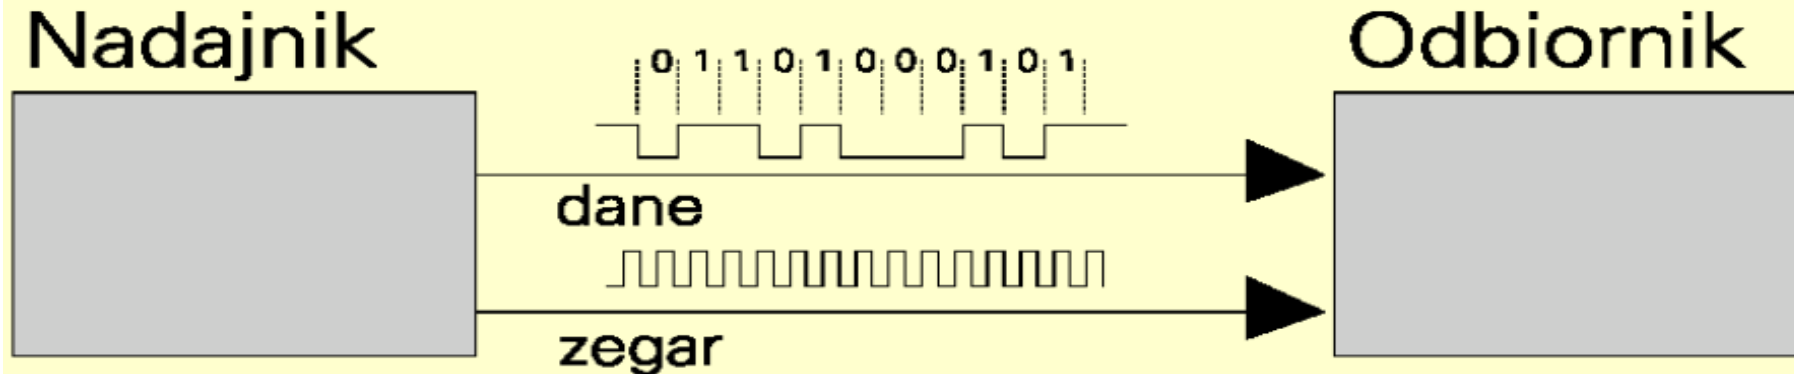 Nadajnik
Odbiornik
0 1 1 0 1 0 0 0 1 0 1
dane
zegar